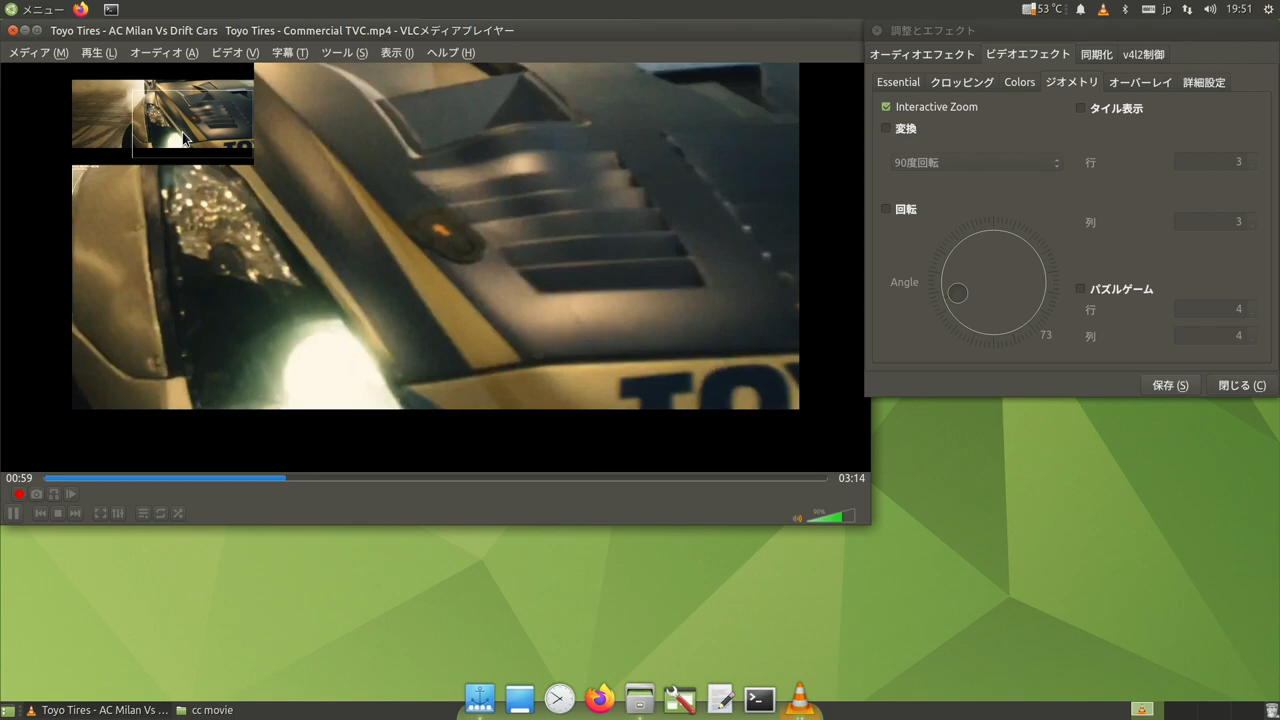 メニュー
53 °C
jp
19:51
Toyo Tires - AC Milan Vs Drift Cars   Toyo Tires - Commercial TVC.mp4 - VLCメディアプレイヤー
メディア (M) 再生 (L) オーディオ (A) ビデオ (V) 字幕 (T) ツール (S) 表示 (I) ヘルプ (H)
TOY
00:59
03:14
90%
調整とエフェクト
オーディオエフェクト ビデオエフェクト 同期化 v4l2制御
Essential クロッピング Colors ジオメトリ オーバーレイ 詳細設定
Interactive Zoom
タイル表示
変換
90度回転
行 3
回転
列 3
Angle
パズルゲーム
行 4
73
列 4
保存 (S) 閉じる (C)
Toyo Tires - AC Milan Vs ...
cc movie